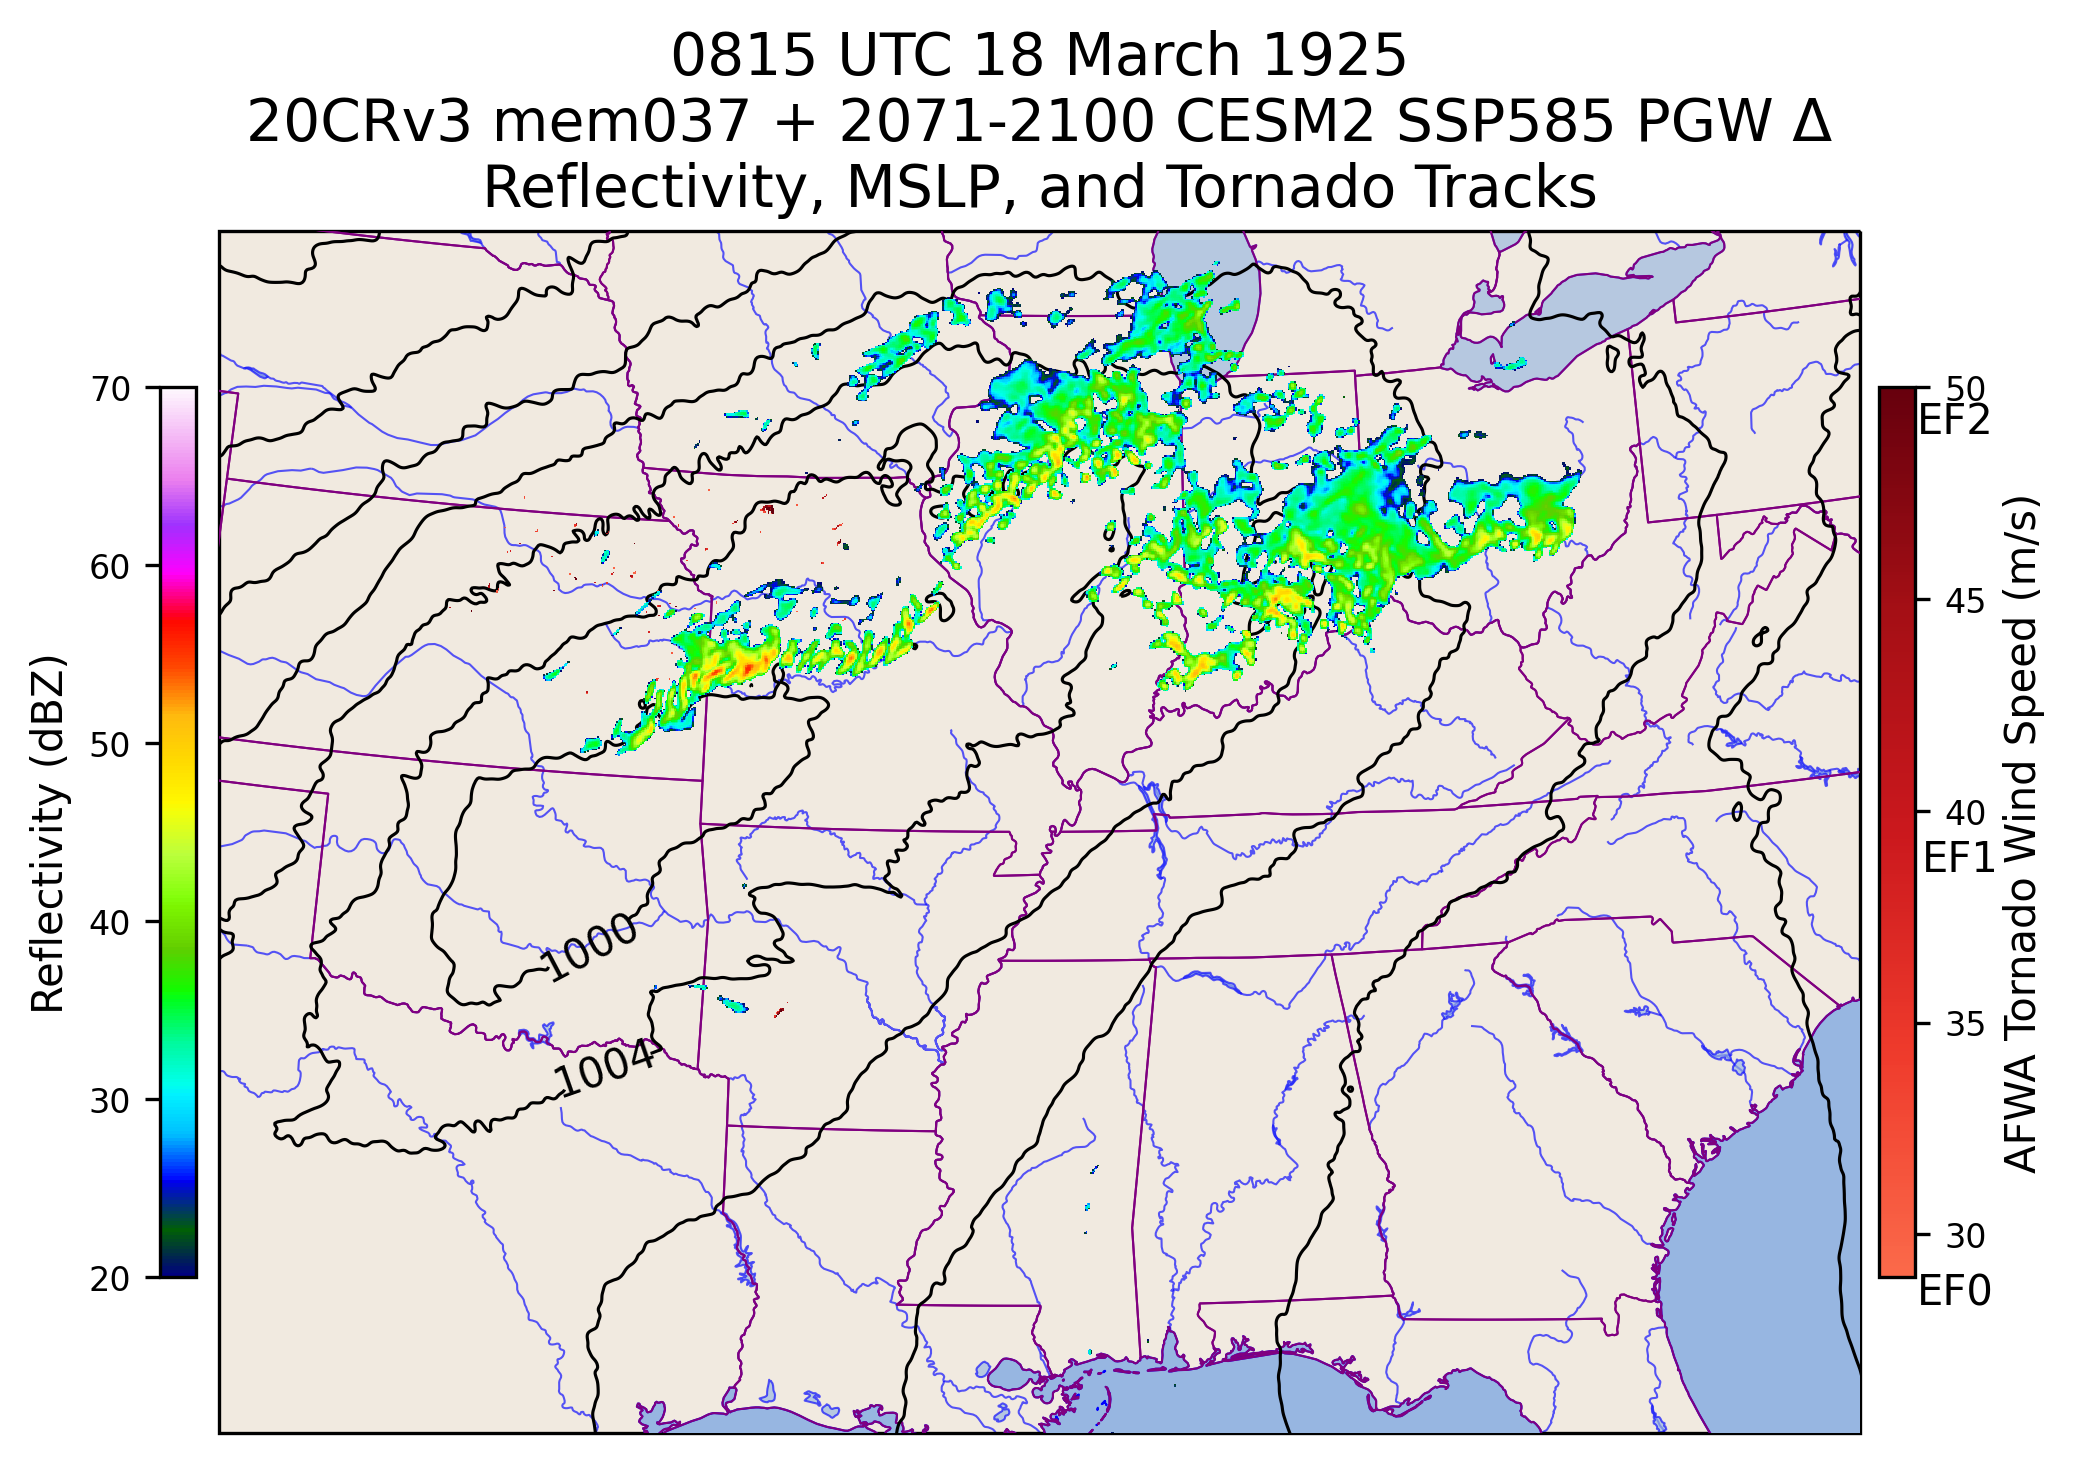 0815 UTC 18 March 1925
20CRv3 mem037 + 2071-2100 CESM2 SSP585 PGW Δ
Reflectivity, MSLP, and Tornado Tracks
70
60
50
40
30
20
Reflectivity (dBZ)
1000
1004
50
EF2
45
40
EF1
35
30
EF0
AFWA Tornado Wind Speed (m/s)